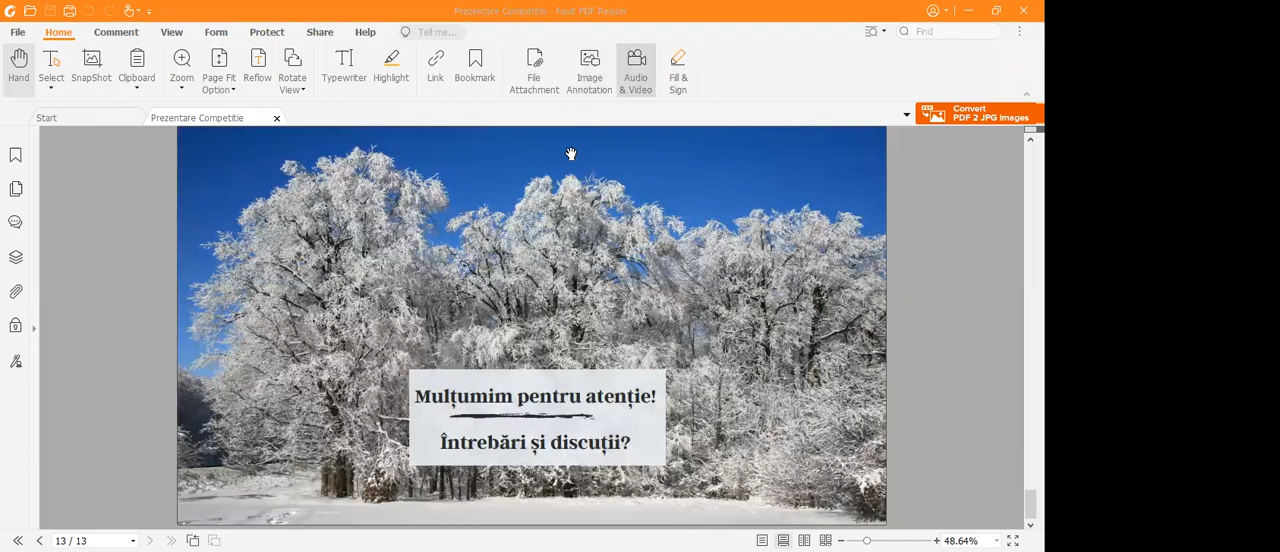 Prezentare Competitie - Foxit PDF Reader
File Home Comment View Form Protect Share Help Tell me... Find
Hand Select SnapShot Clipboard Zoom Page Fit Option Reflow Rotate View Typewriter Highlight Link Bookmark File Attachment Image Annotation Audio & Video Fill & Sign
Start Prezentare Competitie
Convert
PDF 2 JPG Images
Mulțumim pentru atenție!
Întrebări și discuții?
13 / 13 48.64%